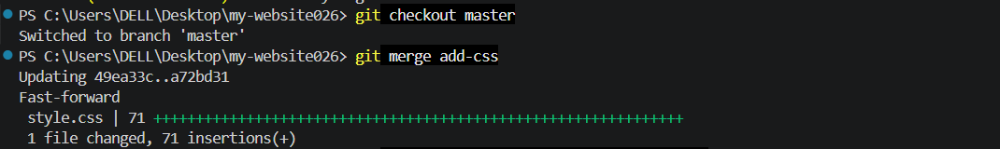 PS C:\Users\DELL\Desktop\my-website026> git checkout master
Switched to branch 'master'
PS C:\Users\DELL\Desktop\my-website026> git merge add-css
Updating 49ea33c..a72bd31
Fast-forward
style.css | 71 +++++++++++++++++++++++++++++++++++++++++++++++++++++++++++++++++++++++
1 file changed, 71 insertions(+)